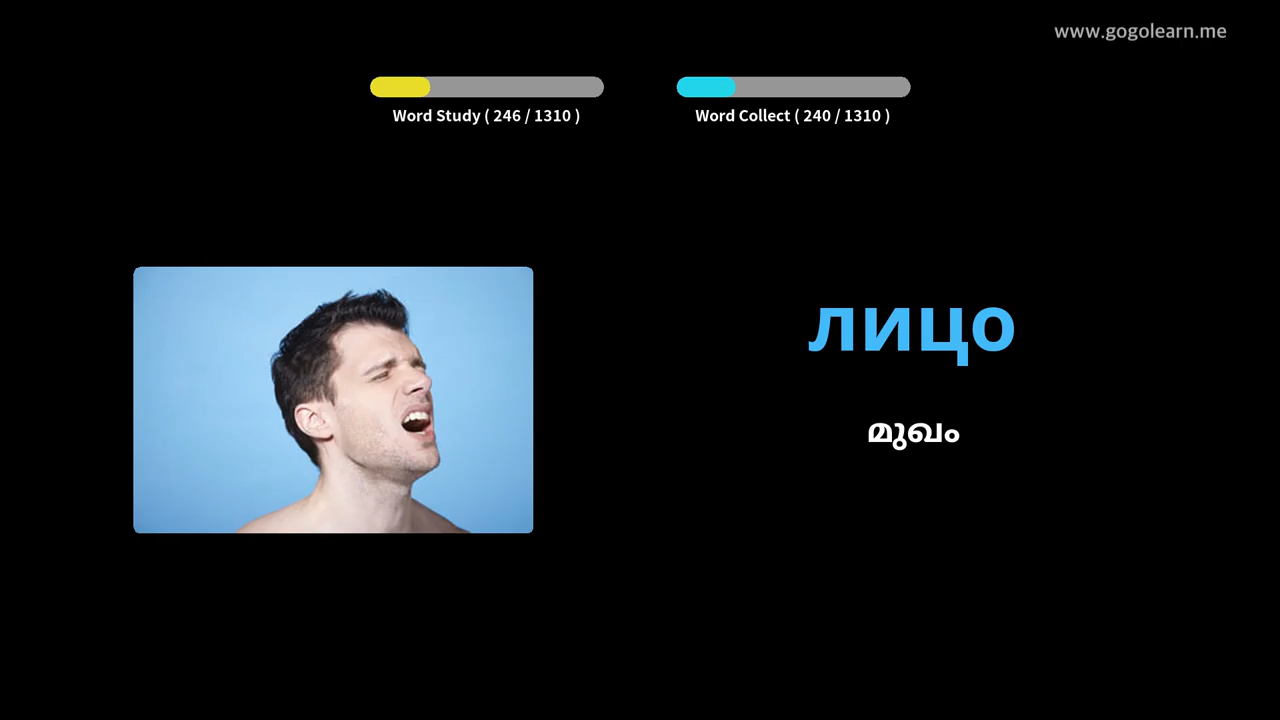 www.gogolearn.me
Word Study ( 246 / 1310 )
Word Collect ( 240 / 1310 )
лицо
മുഖം